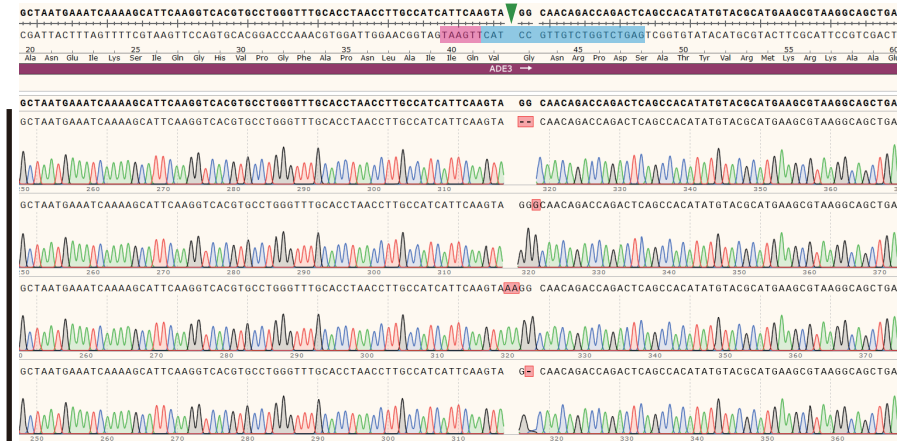 GCTAATGAAATCAAAAGCATTCAAGGTCACGTGCCTGGGTTTGCACCTAACCTTGCCATCATTCAAGTA GG CAACAGACCAGACTCAGCCACATATGTACGCATGAAGCGTAAGGCAGCTGA
CGATTACTTTAGTTTTCGTAAGTTCCAGTGCACGGACCCAAACGTGGATTGGAACGGTAGTAAGTTCAT CC GTTGTCTGGTCTGAGTCGGTGTATACATGCGTACTTCGCATTCCGTCGACT
20 25 30 35 40 45 50 55 60
Ala Asn Glu Ile Lys Ser Ile Gln Gly His Val Pro Gly Phe Ala Pro Asn Leu Ala Ile Ile Gln Val Gly Asn Arg Pro Asp Ser Ala Thr Tyr Val Arg Met Lys Arg Lys Ala Ala Glu
ADE3
GCTAATGAAATCAAAAGCATTCAAGGTCACGTGCCTGGGTTTGCACCTAACCTTGCCATCATTCAAGTA GG CAACAGACCAGACTCAGCCACATATGTACGCATGAAGCGTAAGGCAGCTGA
GCTAATGAAATCAAAAGCATTCAAGGTCACGTGCCTGGGTTTGCACCTAACCTTGCCATCATTCAAGTA -- CAACAGACCAGACTCAGCCACATATGTACGCATGAAGCGTAAGGCAGCTGA
260 270 280 290 300 310 320 330 340 350 360
GCTAATGAAATCAAAAGCATTCAAGGTCACGTGCCTGGGTTTGCACCTAACCTTGCCATCATTCAAGTA GGGCAACAGACCAGACTCAGCCACATATGTACGCATGAAGCGTAAGGCAGCTGA
260 270 280 290 300 310 320 330 340 350 360 370
GCTAATGAAATCAAAAGCATTCAAGGTCACGTGCCTGGGTTTGCACCTAACCTTGCCATCATTCAAGTAAAGG CAACAGACCAGACTCAGCCACATATGTACGCATGAAGCGTAAGGCAGCTGA
260 270 280 290 300 310 320 330 340 350 360 370
GCTAATGAAATCAAAAGCATTCAAGGTCACGTGCCTGGGTTTGCACCTAACCTTGCCATCATTCAAGTA G- CAACAGACCAGACTCAGCCACATATGTACGCATGAAGCGTAAGGCAGCTGA
250 260 270 280 290 300 310 320 330 340 350 360